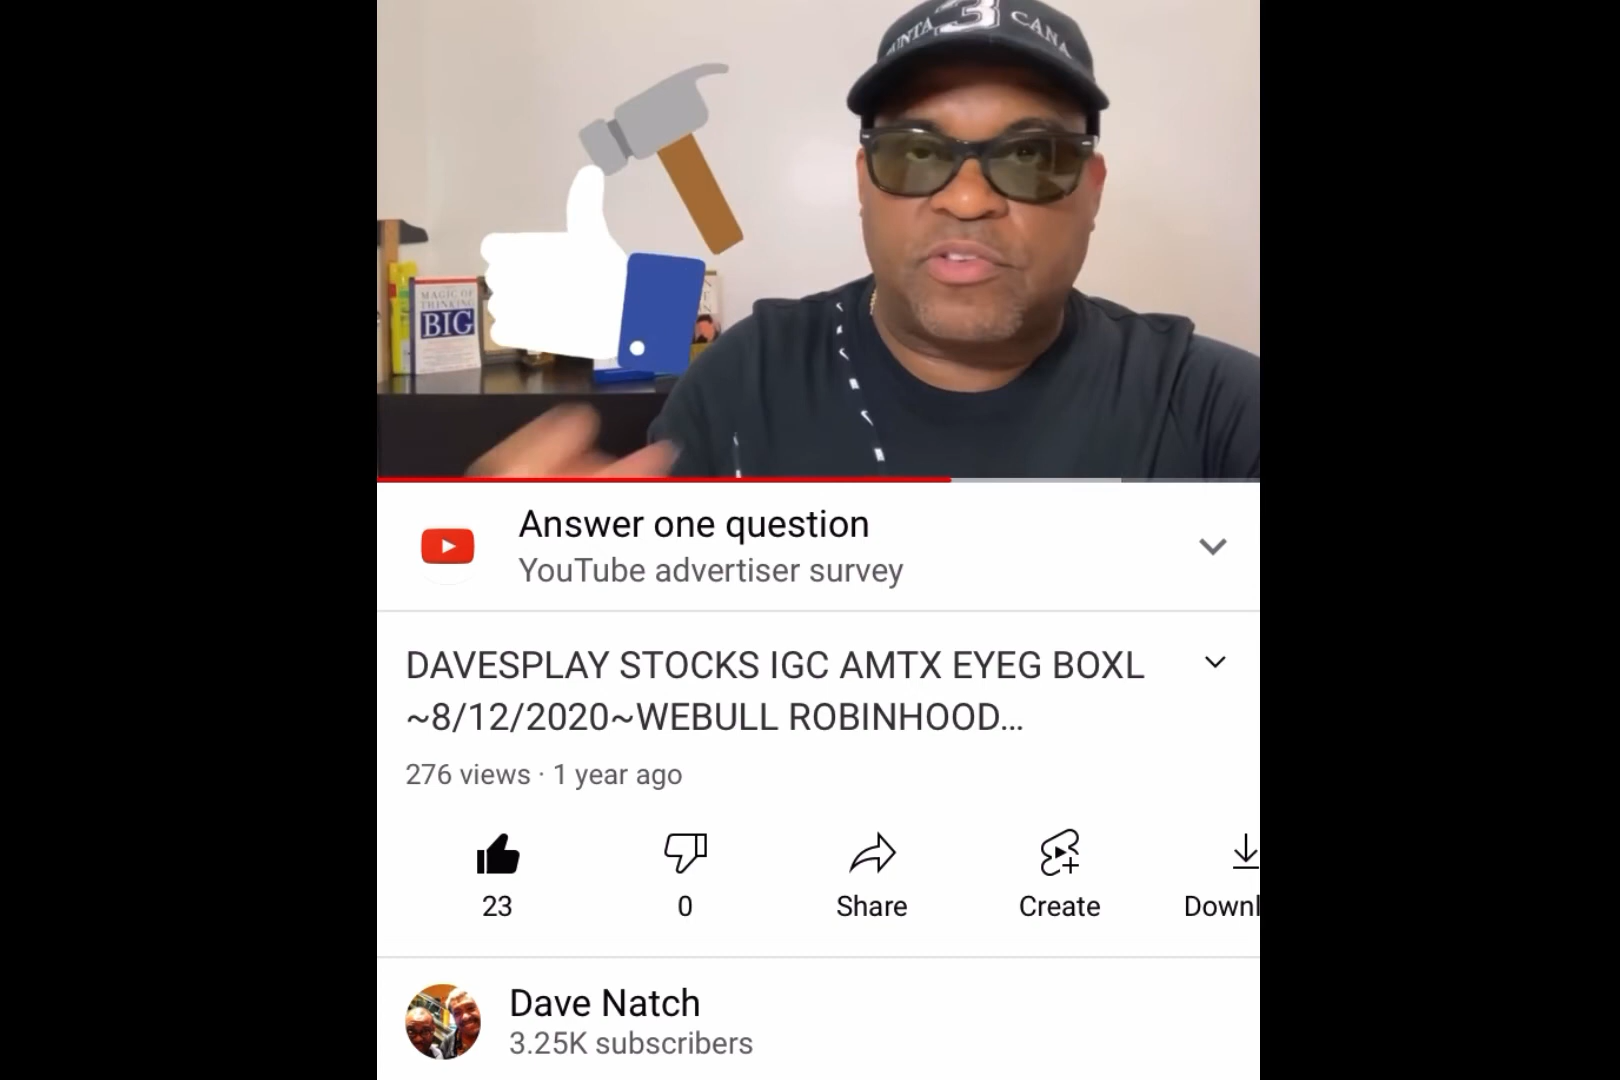 3
UNTA CANA
MAGIC OF
THINKING
BIG
Answer one question
YouTube advertiser survey
DAVESPLAY STOCKS IGC AMTX EYEG BOXL
~8/12/2020~WEBULL ROBINHOOD...
276 views · 1 year ago
23
0
Share
Create
Downl
Dave Natch
3.25K subscribers